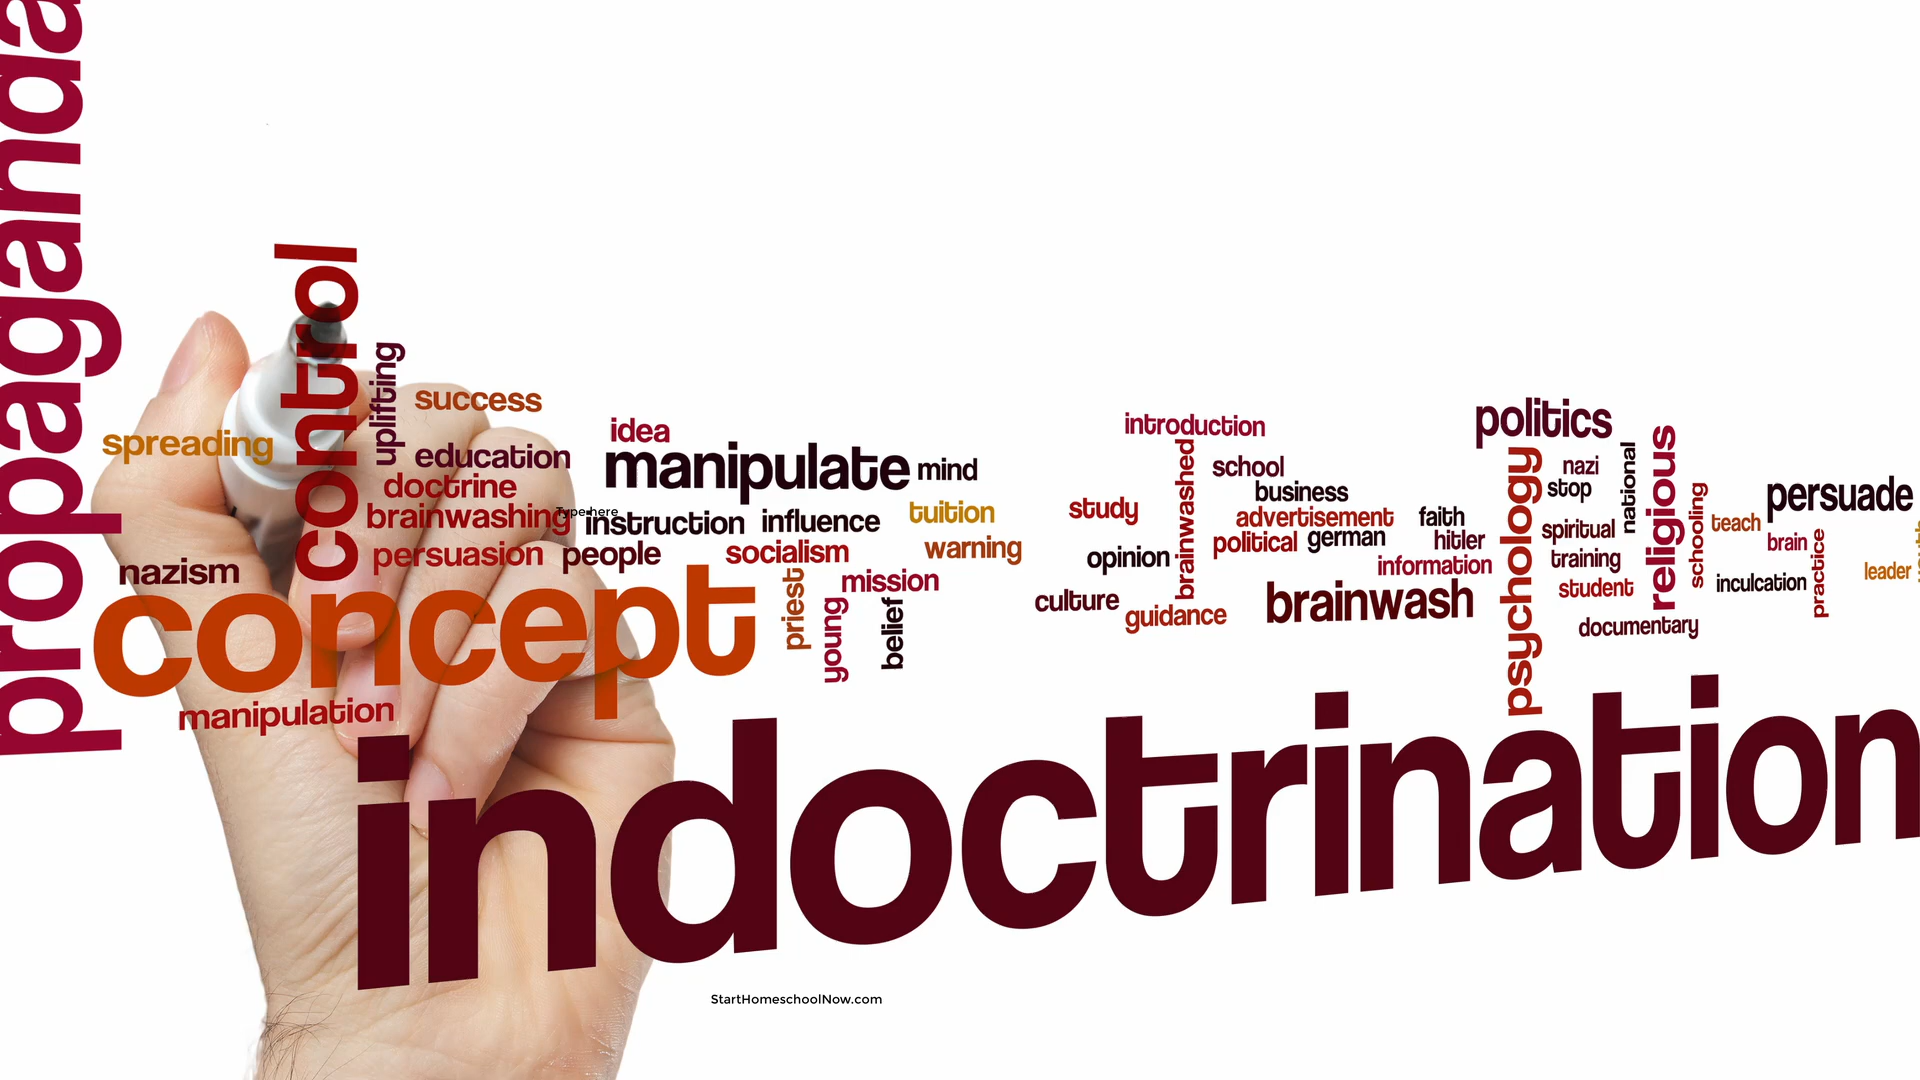 propaganda
control
uplifting
success
spreading
education
doctrine
brainwashing
Type here
persuasion
nazism
concept
manipulation
idea
manipulate
mind
instruction
influence
tuition
people
socialism
warning
priest
mission
young
belief
introduction
brainwashed
school
study
business
advertisement
political
german
opinion
culture
guidance
faith
hitler
information
brainwash
politics
psychology
nazi
stop
national
spiritual
training
student
documentary
religious
schooling
teach
persuade
brain
practice
inculcation
leader
indoctrination
StartHomeschoolNow.com